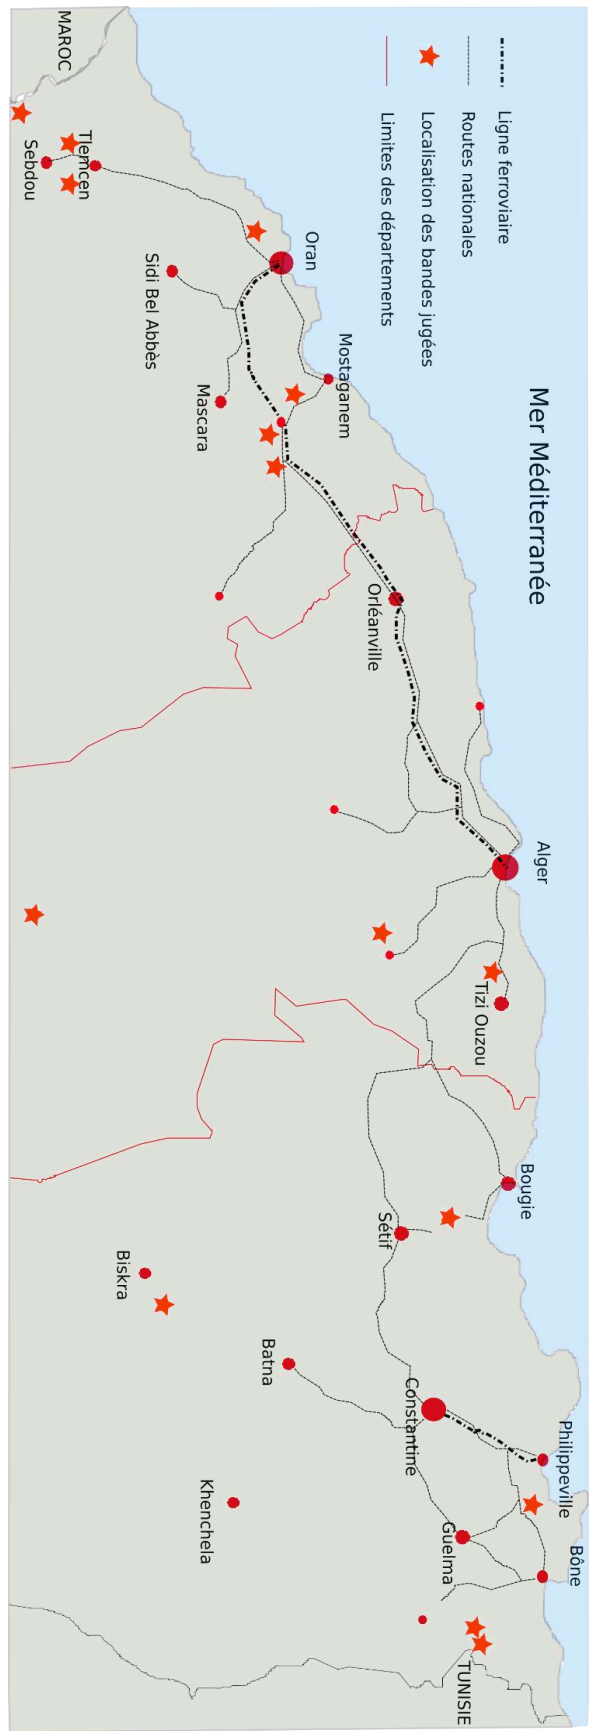 Mer Méditerranée
Ligne ferroviaire
Routes nationales
Localisation des bandes jugées
Limites des départements
MAROC
Tlemcen
Sebdou
Oran
Sidi Bel Abbès
Mostaganem
Mascara
Orléanville
Alger
Tizi Ouzou
Bougie
Sétif
Biskra
Batna
Constantine
Philippeville
Khenchela
Guelma
Bône
TUNISIE